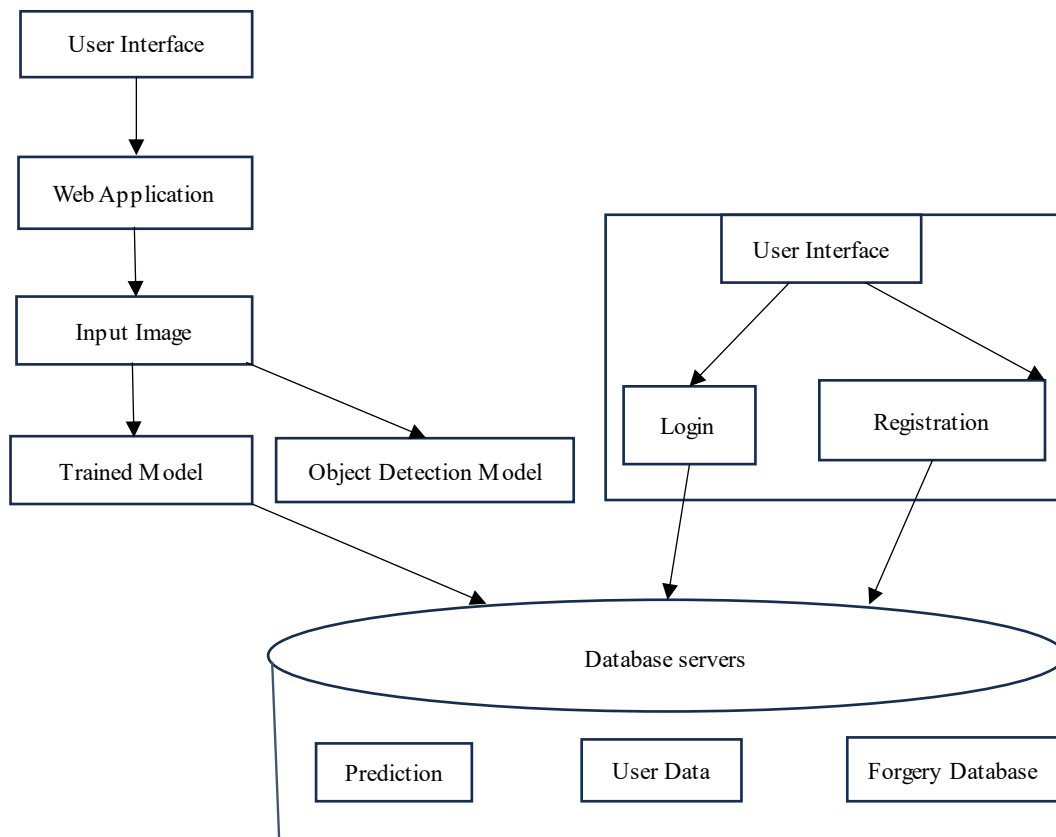 User Interface
Web Application
User Interface
Input Image
Login
Registration
Trained Model
Object Detection Model
Database servers
Prediction
User Data
Forgery Database